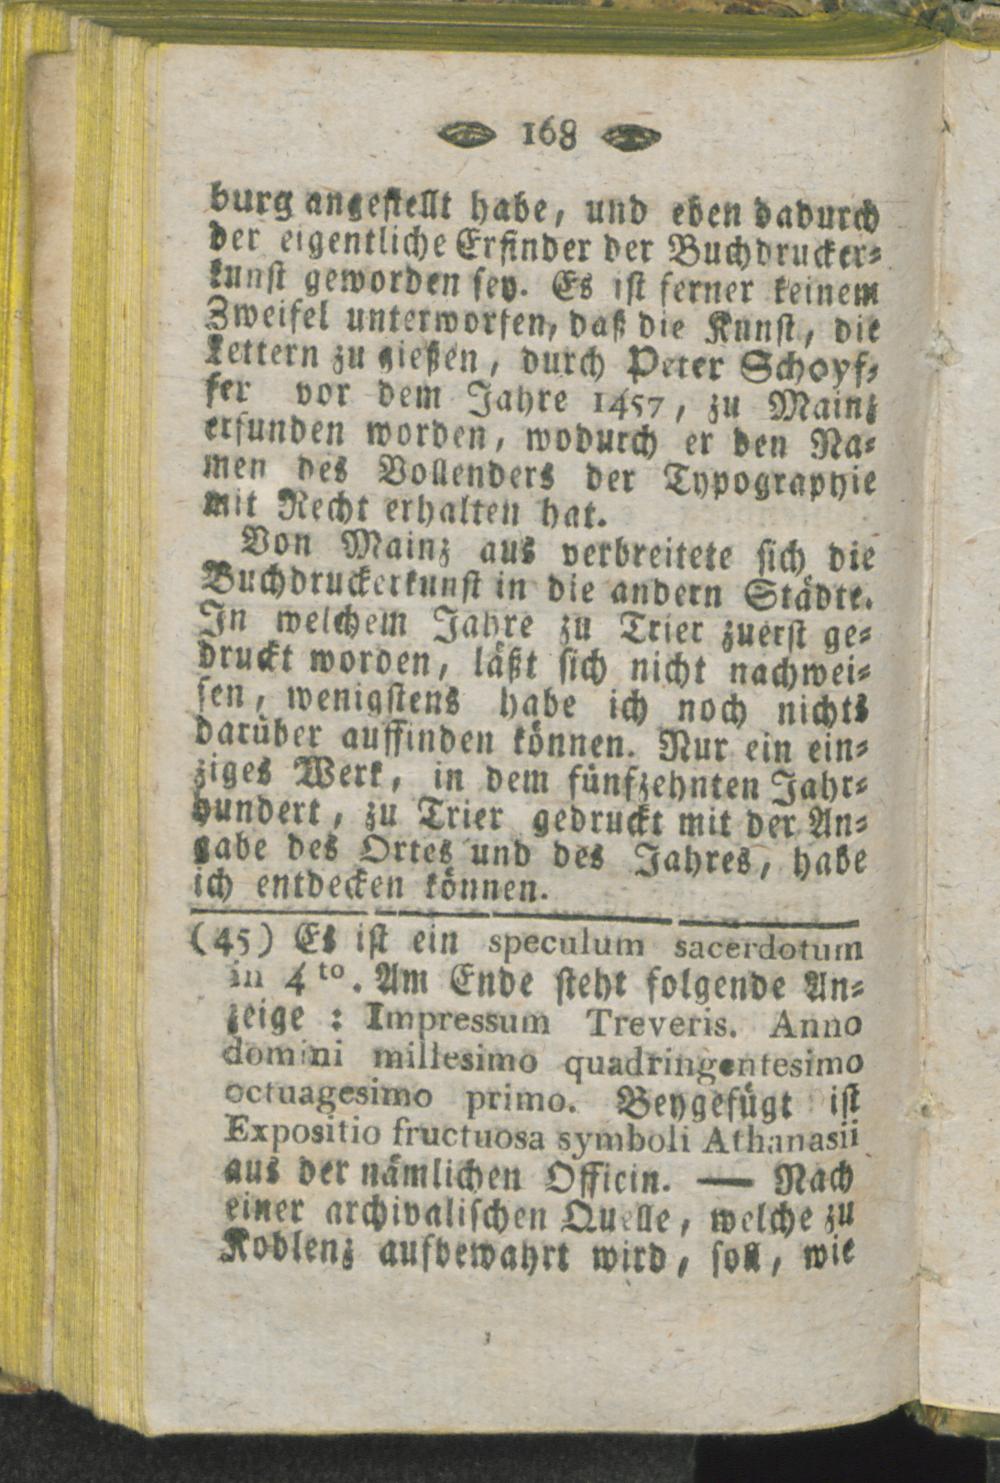 168
burg angestellt habe, und eben dadurch
der eigentliche Erfinder der Buchdrucker=
kunst geworden sey. Es ist ferner keinem
Zweifel unterworfen, daß die Kunst, die
Lettern zu gießen, durch Peter Schoyf=
fer vor dem Jahre 1457, zu Mainz
erfunden worden, wodurch er den Na=
men des Vollenders der Typographie
mit Recht erhalten hat.
Von Mainz aus verbreitete sich die
Buchdruckerkunst in die andern Städte.
In welchem Jahre zu Trier zuerst ge=
druckt worden, läßt sich nicht nachwei=
sen, wenigstens habe ich noch nichts
darüber auffinden können. Nur ein ein=
ziges Werk, in dem fünfzehnten Jahr=
hundert, zu Trier gedruckt mit der An=
gabe des Ortes und des Jahres, habe
ich entdecken können.
(45) Es ist ein speculum sacerdotum
in 4to. Am Ende steht folgende An=
zeige : Impressum Treveris. Anno
domini millesimo quadringentesimo
octuagesimo primo. Beygefügt ist
Expositio fructuosa symboli Athanasii
aus der nämlichen Officin. — Nach
einer archivalischen Quelle, welche zu
Koblenz aufbewahrt wird, soll, wie